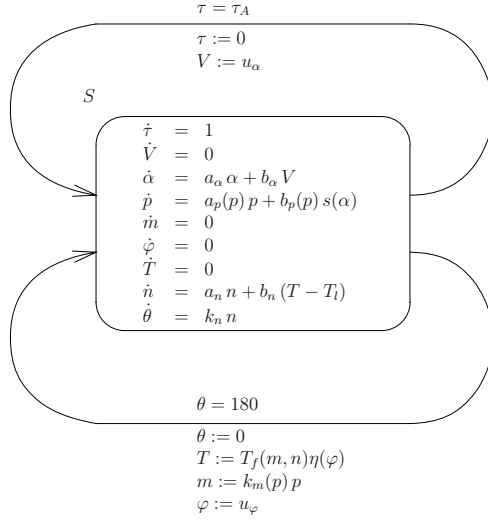 τ = τ_A
τ := 0
V := u_α
S
τ̇ = 1
V̇ = 0
α̇ = a_α α + b_α V
ṗ = a_p(p) p + b_p(p) s(α)
ṁ = 0
φ̇ = 0
Ṫ = 0
ṅ = a_n n + b_n (T − T_l)
θ̇ = k_n n
θ = 180
θ := 0
T := T_f(m, n)η(φ)
m := k_m(p) p
φ := u_φ